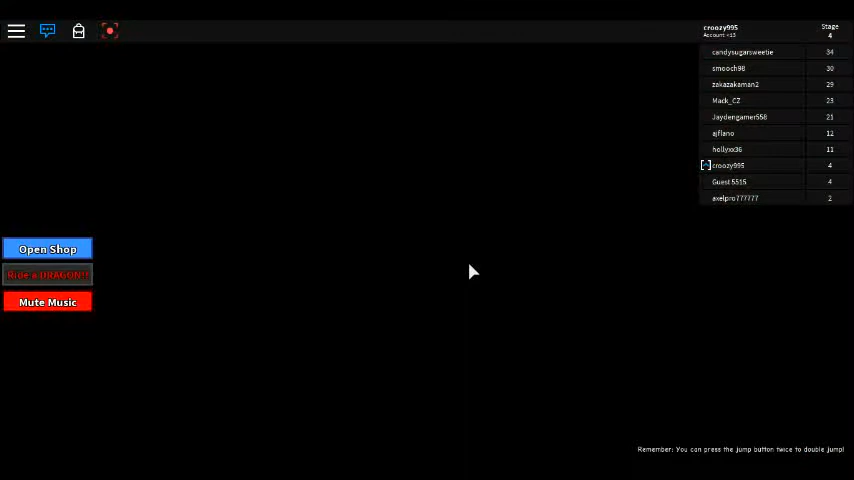 croozy995
Account <13
Stage
4
candysugarsweetie 34
smooch98 30
zakazakaman2 29
Mack_CZ 23
Jaydengamer558 21
ajflano 12
hollyxx36 11
croozy995 4
Guest 5515 4
axelpro777777 2
Open Shop
Ride a DRAGON!!
Mute Music
Remember: You can press the jump button twice to double jump!